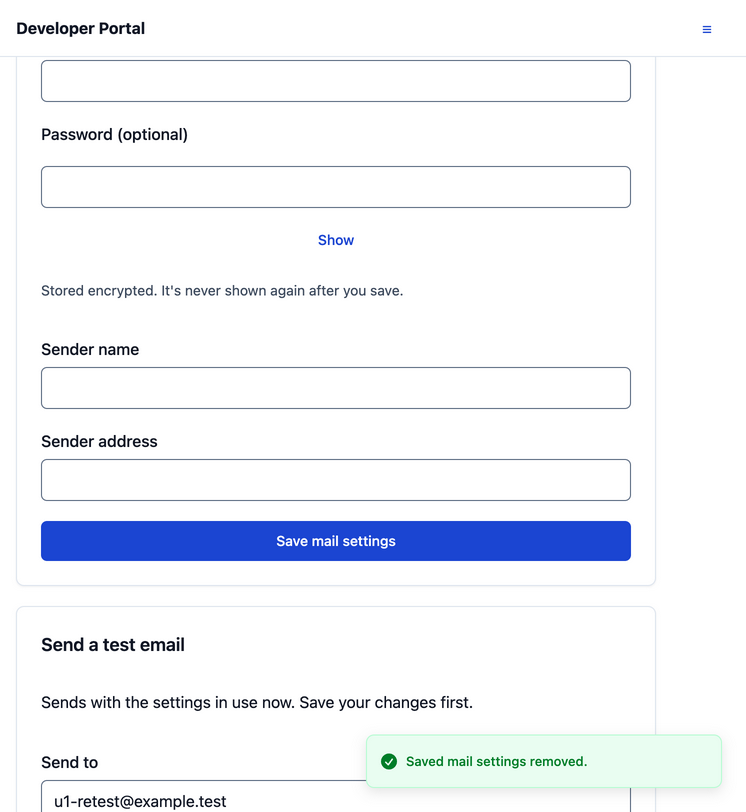 Developer Portal
Password (optional)
Show
Stored encrypted. It's never shown again after you save.
Sender name
Sender address
Save mail settings
Send a test email
Sends with the settings in use now. Save your changes first.
Send to
Saved mail settings removed.
u1-retest@example.test